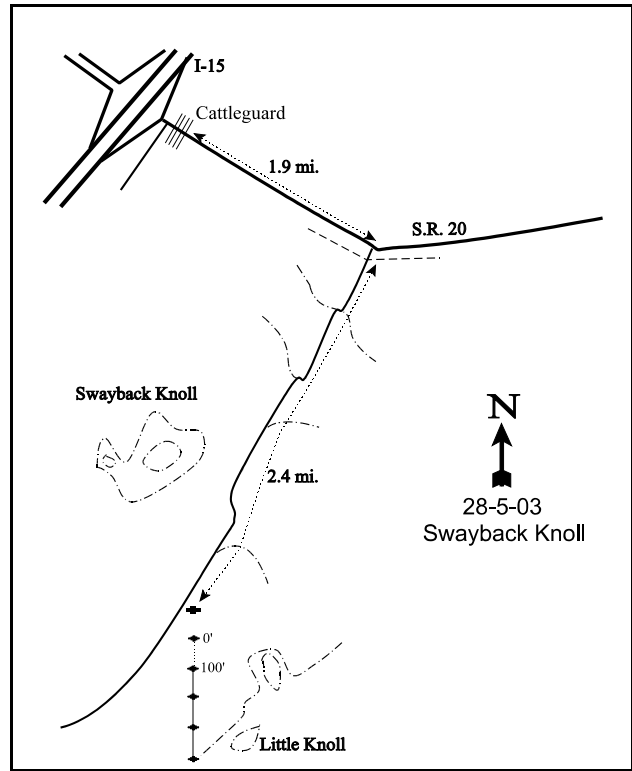 I-15
Cattleguard
1.9 mi.
S.R. 20
Swayback Knoll
N
2.4 mi.
28-5-03
Swayback Knoll
0'
100'
Little Knoll